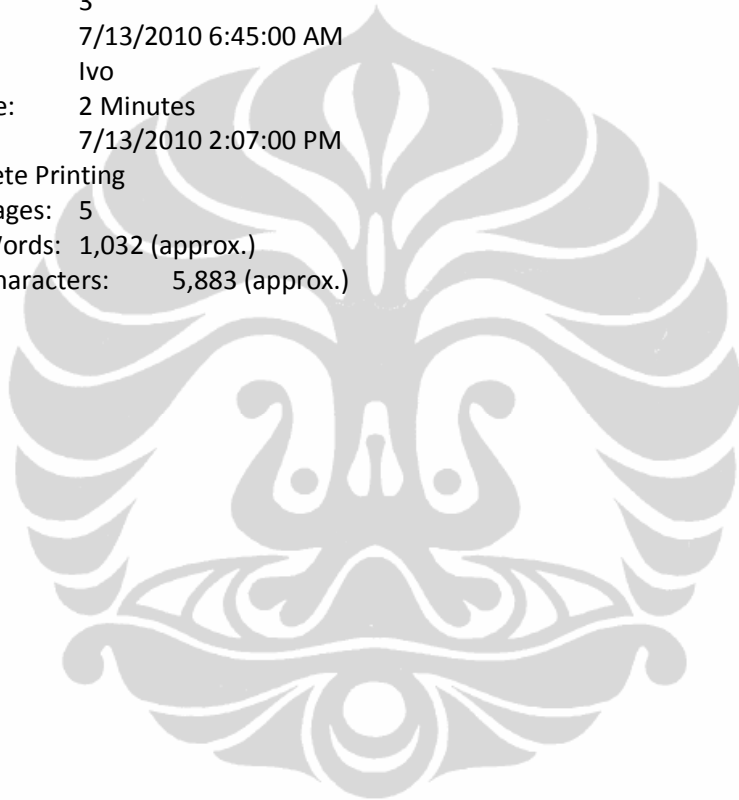 3
7/13/2010 6:45:00 AM
Ivo
e: 2 Minutes
7/13/2010 2:07:00 PM
ete Printing
ages: 5
Words: 1,032 (approx.)
haracters: 5,883 (approx.)